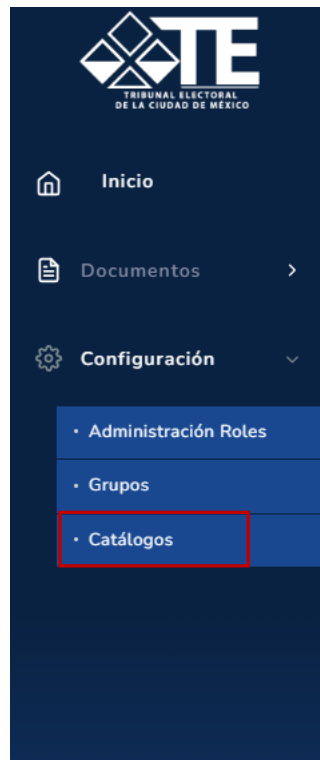 TE
TRIBUNAL ELECTORAL
DE LA CIUDAD DE MÉXICO
Inicio
Documentos
Configuración
· Administración Roles
· Grupos
· Catálogos